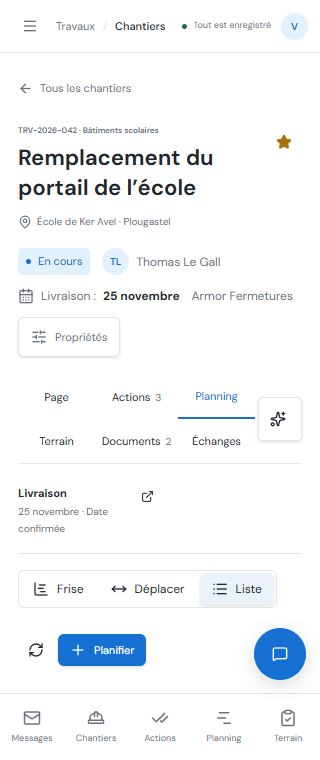 Travaux / Chantiers
Tout est enregistré
V
Tous les chantiers
TRV-2026-042 · Bâtiments scolaires
Remplacement du
portail de l’école
École de Ker Avel · Plougastel
En cours
TL
Thomas Le Gall
Livraison : 25 novembre
Armor Fermetures
Propriétés
Page
Actions 3
Planning
Terrain
Documents 2
Échanges
Livraison
25 novembre · Date
confirmée
Frise
Déplacer
Liste
Planifier
Messages
Chantiers
Actions
Planning
Terrain